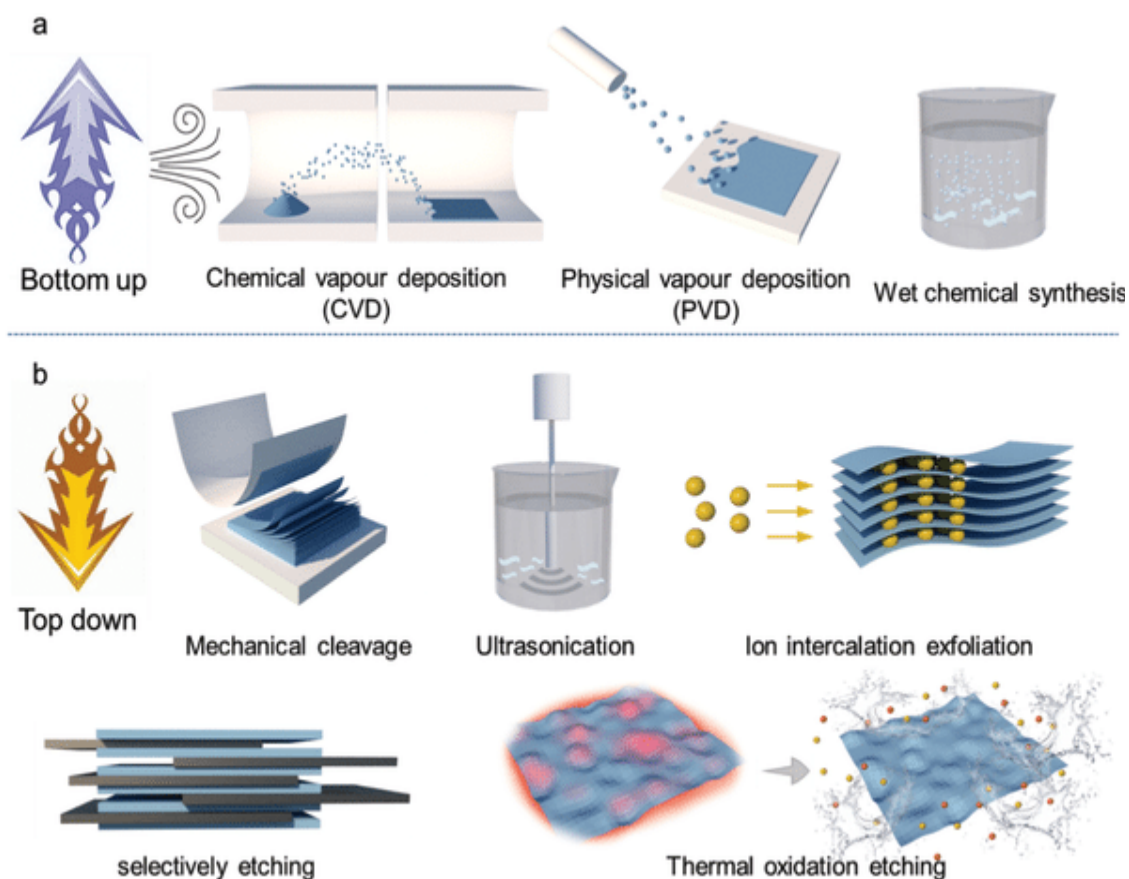 a
Bottom up
Chemical vapour deposition
(CVD)
Physical vapour deposition
(PVD)
Wet chemical synthesis
b
Top down
Mechanical cleavage
Ultrasonication
Ion intercalation exfoliation
selectively etching
Thermal oxidation etching